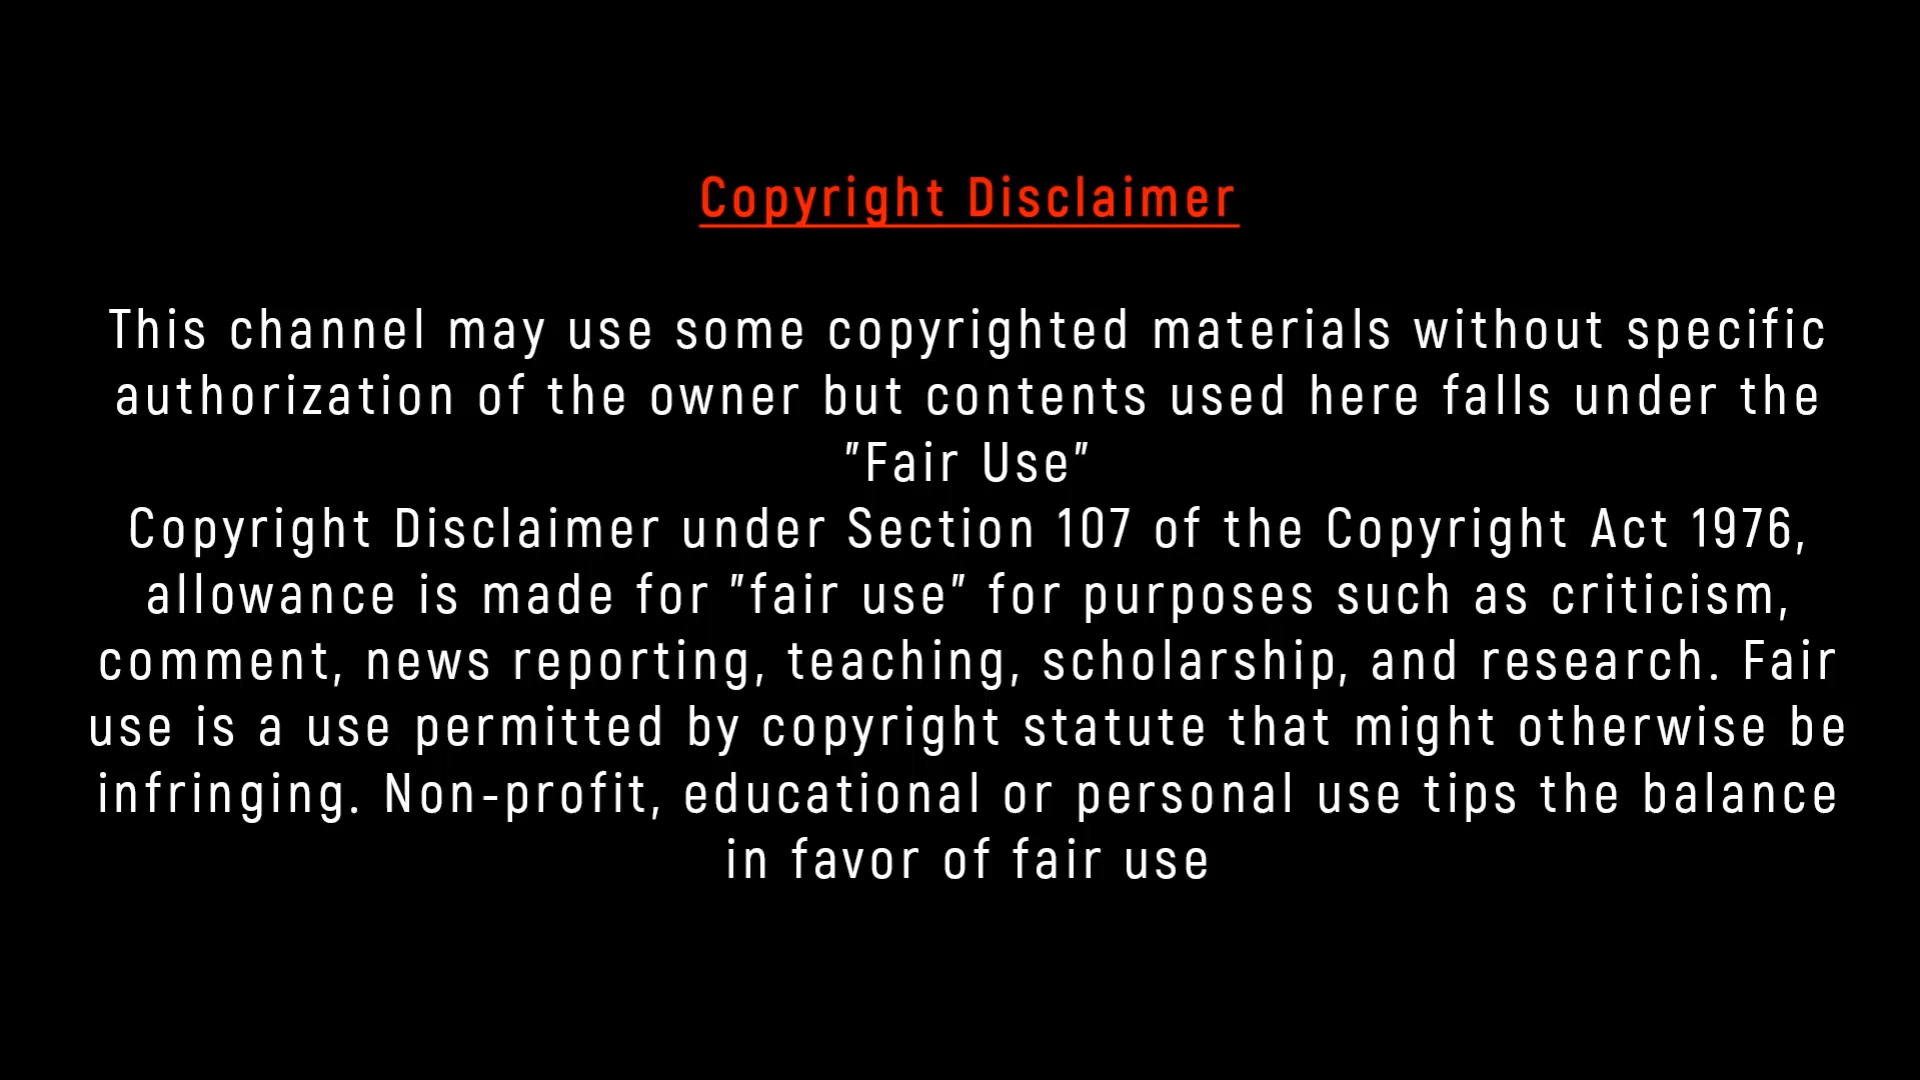 Copyright Disclaimer
This channel may use some copyrighted materials without specific
authorization of the owner but contents used here falls under the
"Fair Use"
Copyright Disclaimer under Section 107 of the Copyright Act 1976,
allowance is made for "fair use" for purposes such as criticism,
comment, news reporting, teaching, scholarship, and research. Fair
use is a use permitted by copyright statute that might otherwise be
infringing. Non-profit, educational or personal use tips the balance
in favor of fair use